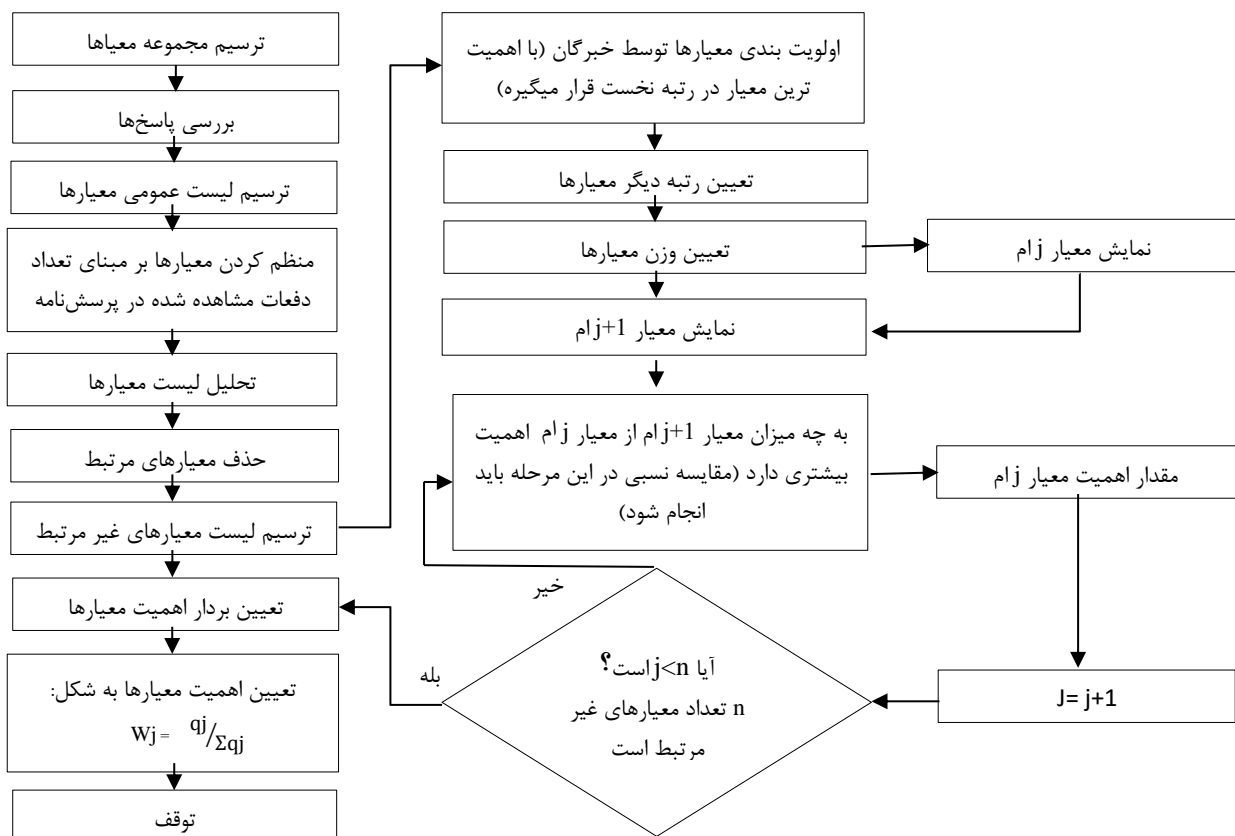 ترسیم مجموعه معیاها
بررسی پاسخ‌ها
ترسیم لیست عمومی معیارها
منظم کردن معیارها بر مبنای تعداد
دفعات مشاهده شده در پرسش‌نامه
تحلیل لیست معیارها
حذف معیارهای مرتبط
ترسیم لیست معیارهای غیر مرتبط
تعیین بردار اهمیت معیارها
تعیین اهمیت معیارها به شکل:
Wj = qj/Σqj
توقف
اولویت بندی معیارها توسط خبرگان (با اهمیت
ترین معیار در رتبه نخست قرار میگیره)
تعیین رتبه دیگر معیارها
تعیین وزن معیارها
نمایش معیار j ام
نمایش معیار j+1 ام
به چه میزان معیار j+1 ام از معیار j ام اهمیت
بیشتری دارد (مقایسه نسبی در این مرحله باید
انجام شود)
مقدار اهمیت معیار j ام
J= j+1
آیا j<n است؟
n تعداد معیارهای غیر
مرتبط است
خیر
بله